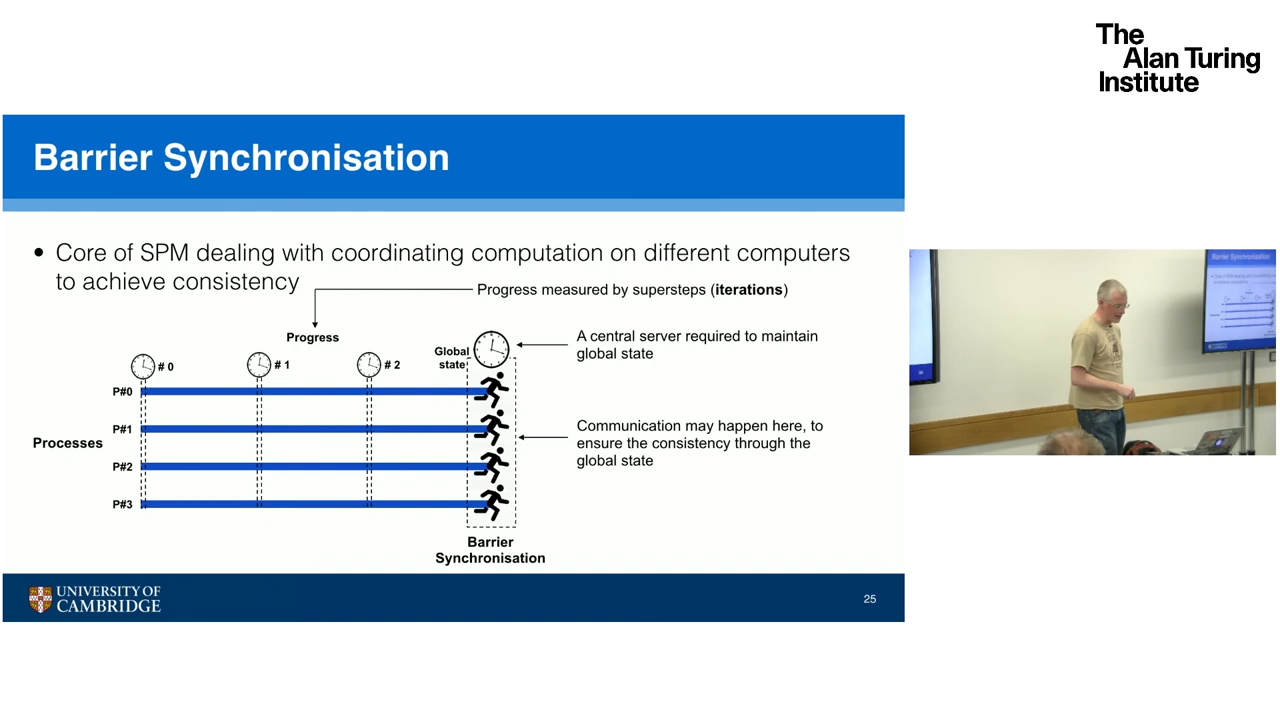 The
Alan Turing
Institute
Barrier Synchronisation
• Core of SPM dealing with coordinating computation on different computers
to achieve consistency
Progress measured by supersteps (iterations)
Progress
A central server required to maintain
global state
Global
state
# 0
# 1
# 2
P#0
P#1
Processes
P#2
P#3
Communication may happen here, to
ensure the consistency through the
global state
Barrier
Synchronisation
UNIVERSITY OF
CAMBRIDGE
25
Barrier Synchronisation